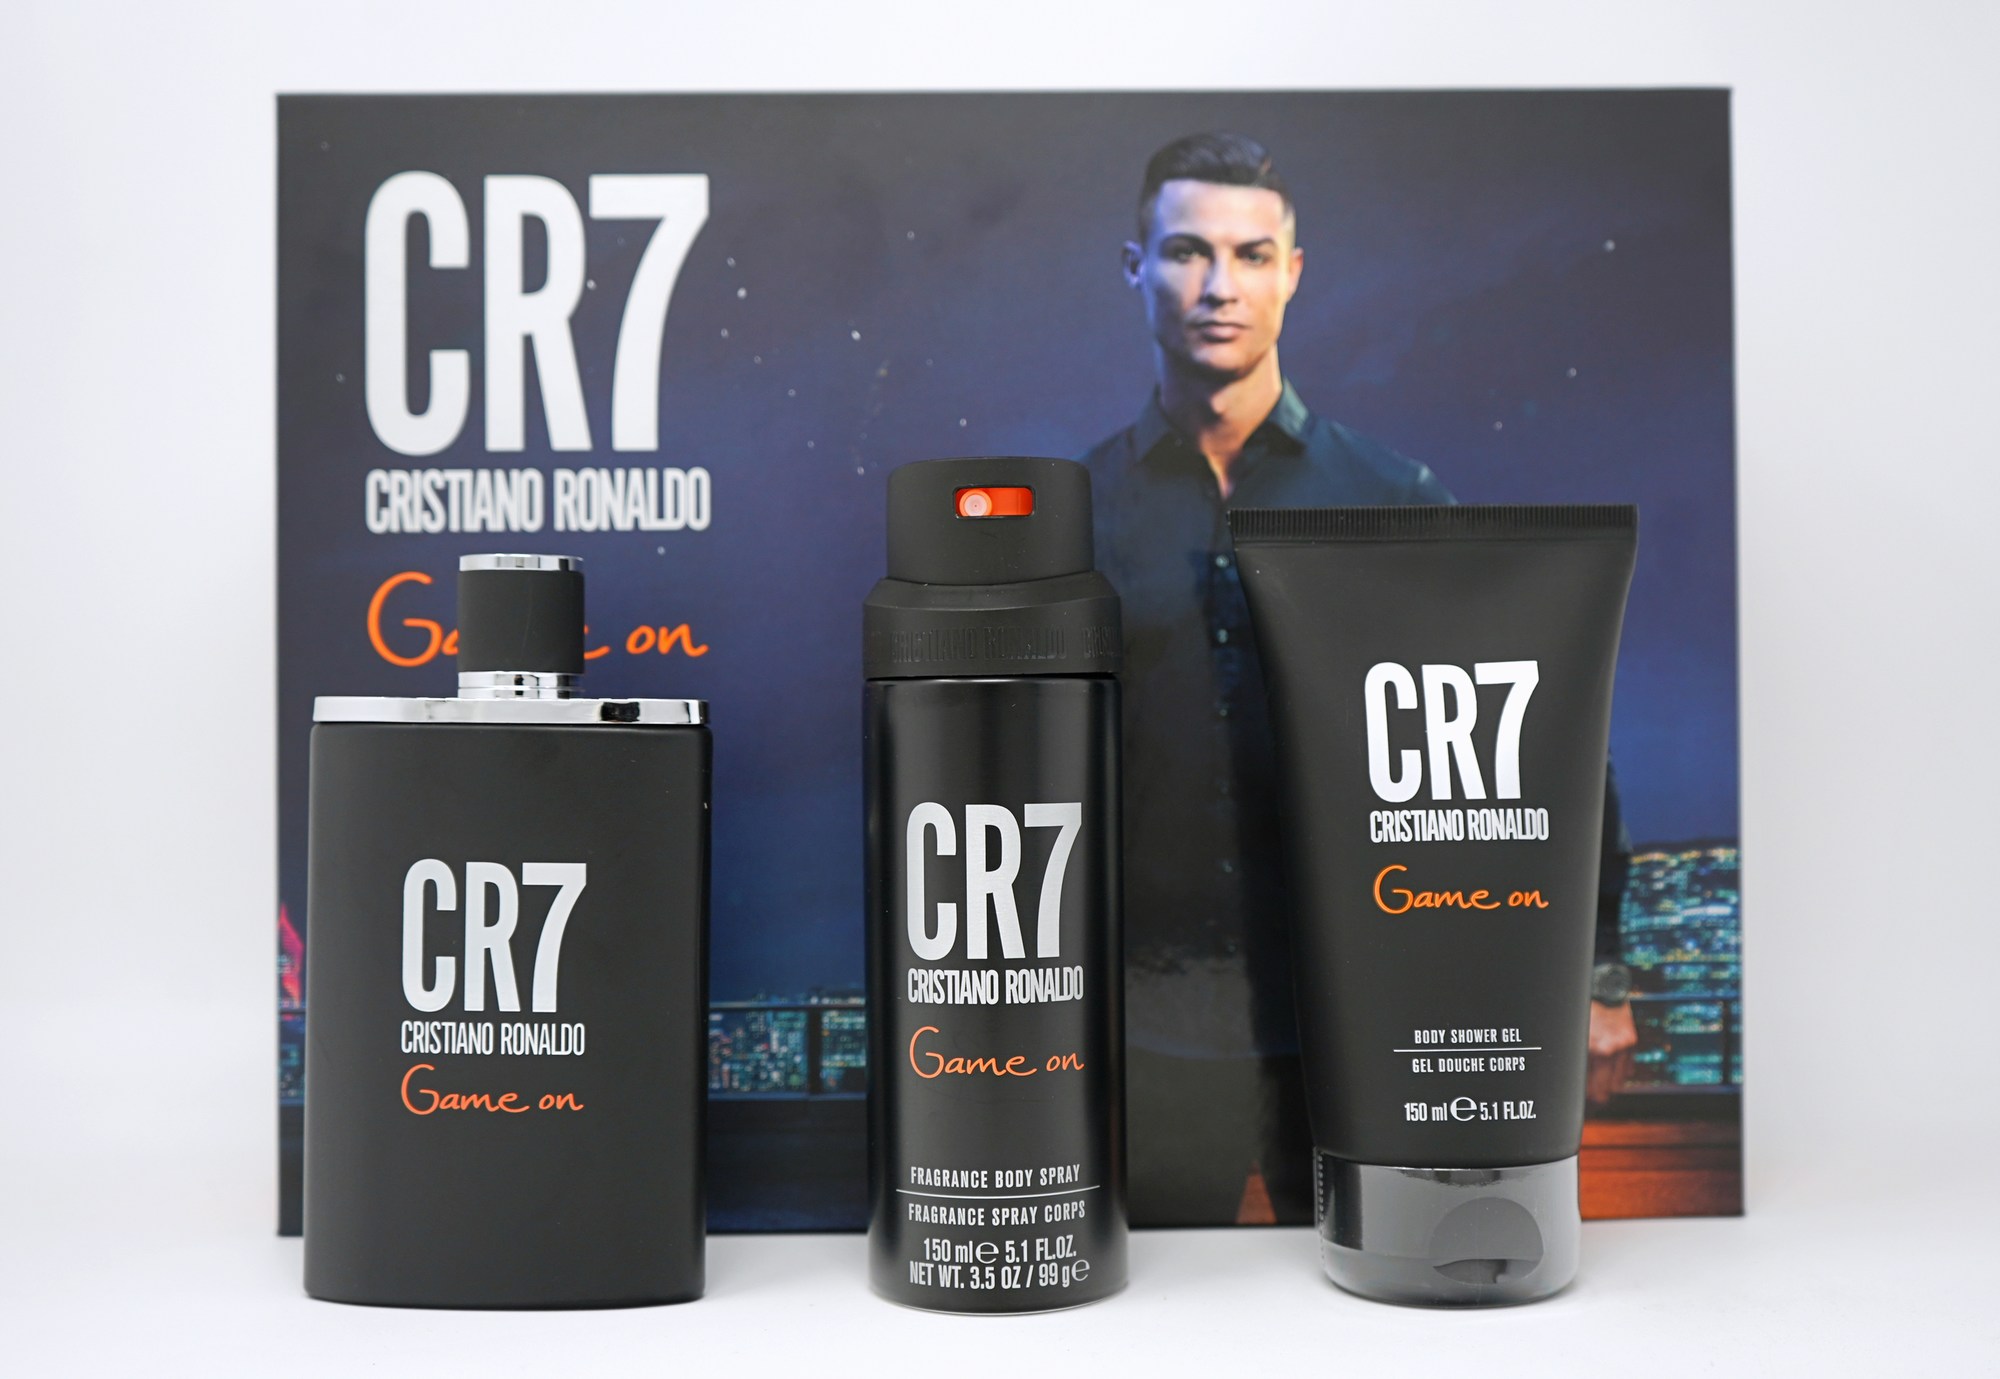 CR7
CRISTIANO RONALDO
Game on
CR7
CRISTIANO RONALDO
Game on
CRISTIANO RONALDO
CR7
CRISTIANO RONALDO
Game on
FRAGRANCE BODY SPRAY
FRAGRANCE SPRAY CORPS
150 ml e 5.1 FL.OZ.
NET WT. 3.5 OZ / 99 g e
CR7
CRISTIANO RONALDO
Game on
BODY SHOWER GEL
GEL DOUCHE CORPS
150 ml e 5.1 FL.OZ.